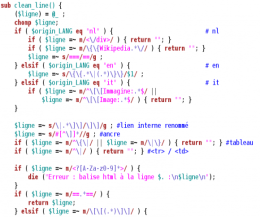 sub clean_line() {
($ligne) = @_ ;
chomp $ligne;
if ( $origin_LANG eq 'nl' ) { # nl
if ( $ligne =~ m/<\/div>/ ) { return ''; }
if ( $ligne =~ m/\{\{Wikipedia.*\// ) { return ''; }
$ligne =~ s/===/==/g ;
} elsif ( $origin_LANG eq 'en' ) { # en
$ligne =~ s/\{\{.*\|(.*)\}\}/$1/ ;
} elsif ( $origin_LANG eq 'it' ) { # it
if ( $ligne =~ m/^\[\[Immagine:.*$/ ||
$ligne =~ m/^\[\[Image:.*$/ ) { return ''; }
}
$ligne =~ s/\|.*\]\]/\]\]/g ; #lien interne renommé
$ligne =~ s/#[^\]]*//g ; #ancre
if ( $ligne =~ m/^\{\|/ || $ligne =~ m/\|\}/ ) { return ''; } #tableau
if ( $ligne =~ m/^\|/ ) { return ''; } # <tr> / <td>
if ( $ligne =~ m/<?[A-Za-z0-9]*>/ ) {
die ('Erreur : balise html à la ligne $. :\n$ligne\n');
}
if ( $ligne =~ m/==.*==/ ) {
return $ligne;
} elsif ( $ligne =~ m/\[\[(.*)\]\]/ ) {